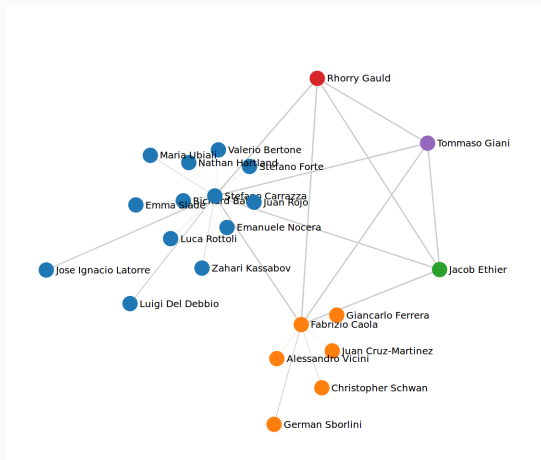 Rhorry Gauld
Tommaso Giani
Valerio Bertone
Maria Ubiali
Nathan Hartland
Stefano Forte
Stefano Carrazza
Richard
Juan Rojo
Emma Slade
Emanuele Nocera
Luca Rottoli
Zahari Kassabov
Jose Ignacio Latorre
Jacob Ethier
Luigi Del Debbio
Giancarlo Ferrera
Fabrizio Caola
Juan Cruz-Martinez
Alessandro Vicini
Christopher Schwan
German Sborlini